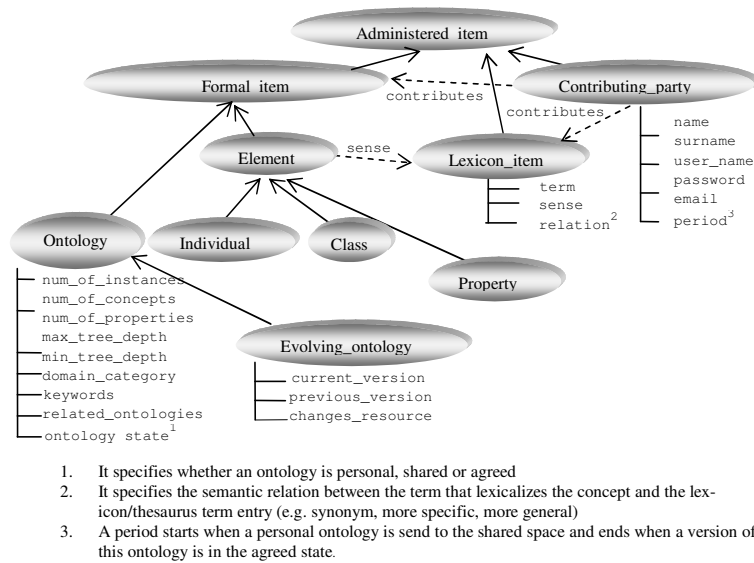 Administered item
Formal item
Contributing_party
contributes
contributes
name
surname
user_name
password
email
period3
Element
sense
Lexicon_item
term
sense
relation2
Ontology
Individual
Class
Property
num_of_instances
num_of_concepts
num_of_properties
max_tree_depth
min_tree_depth
domain_category
keywords
related_ontologies
ontology state1
Evolving_ontology
current_version
previous_version
changes_resource
1. It specifies whether an ontology is personal, shared or agreed
2. It specifies the semantic relation between the term that lexicalizes the concept and the lex-
icon/thesaurus term entry (e.g. synonym, more specific, more general)
3. A period starts when a personal ontology is send to the shared space and ends when a version of
this ontology is in the agreed state.